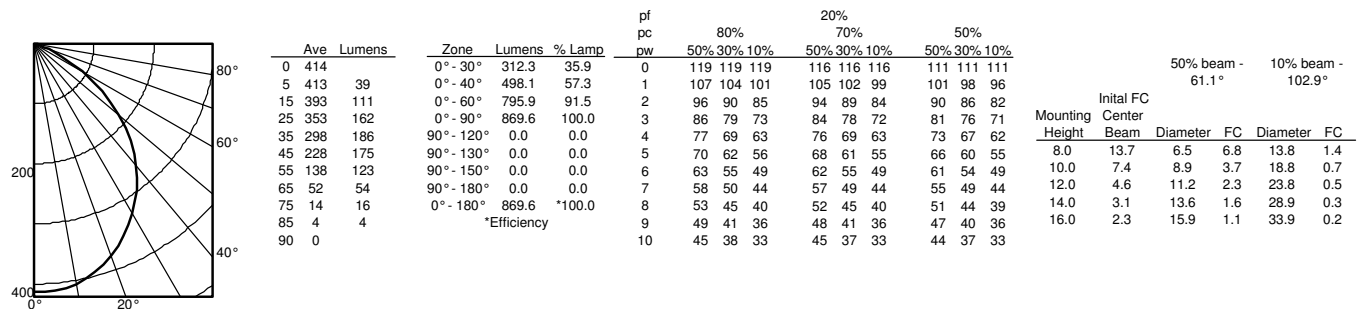 pf 20%
pc 80% 70% 50%
Ave Lumens Zone Lumens % Lamp pw 50% 30% 10% 50% 30% 10% 50% 30% 10%
0 414 0°- 30° 312.3 35.9 0 119 119 119 116 116 116 111 111 111
5 413 39 0°- 40° 498.1 57.3 1 107 104 101 105 102 99 101 98 96
15 393 111 0°- 60° 795.9 91.5 2 96 90 85 94 89 84 90 86 82
25 353 162 0°- 90° 869.6 100.0 3 86 79 73 84 78 72 81 76 71
35 298 186 90°- 120° 0.0 0.0 4 77 69 63 76 69 63 73 67 62
45 228 175 90°- 130° 0.0 0.0 5 70 62 56 68 61 55 66 60 55
55 138 123 90°- 150° 0.0 0.0 6 63 55 49 62 55 49 61 54 49
65 52 54 90°- 180° 0.0 0.0 7 58 50 44 57 49 44 55 49 44
75 14 16 0°- 180° 869.6 *100.0 8 53 45 40 52 45 40 51 44 39
85 4 4 *Efficiency 9 49 41 36 48 41 36 47 40 36
90 0 10 45 38 33 45 37 33 44 37 33
80°
60°
200
40°
400
0° 20°
50% beam - 10% beam -
61.1° 102.9°
Inital FC
Mounting Center
Height Beam Diameter FC Diameter FC
8.0 13.7 6.5 6.8 13.8 1.4
10.0 7.4 8.9 3.7 18.8 0.7
12.0 4.6 11.2 2.3 23.8 0.5
14.0 3.1 13.6 1.6 28.9 0.3
16.0 2.3 15.9 1.1 33.9 0.2